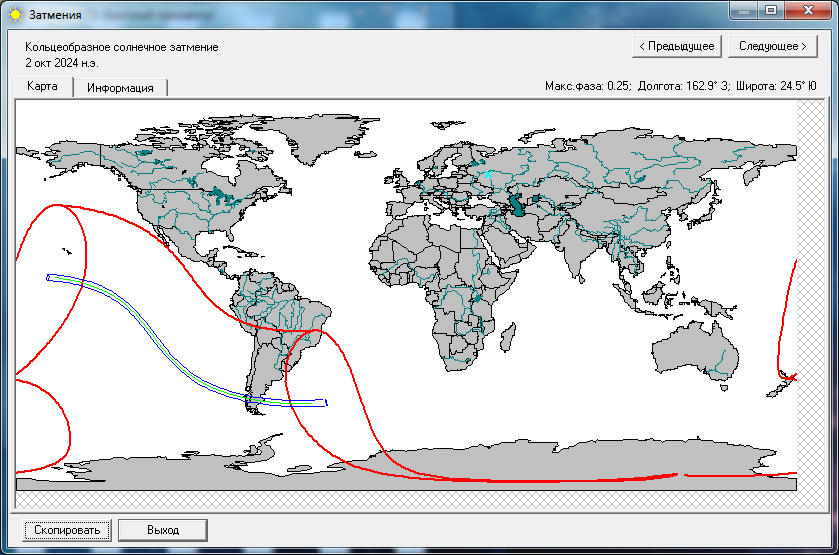 Затмения
Кольцеобразное солнечное затмение
2 окт 2024 н.э.
< Предыдущее
Следующее >
Карта
Информация
Макс.фаза: 0.25; Долгота: 162.9° З; Широта: 24.5° Ю
Скопировать
Выход